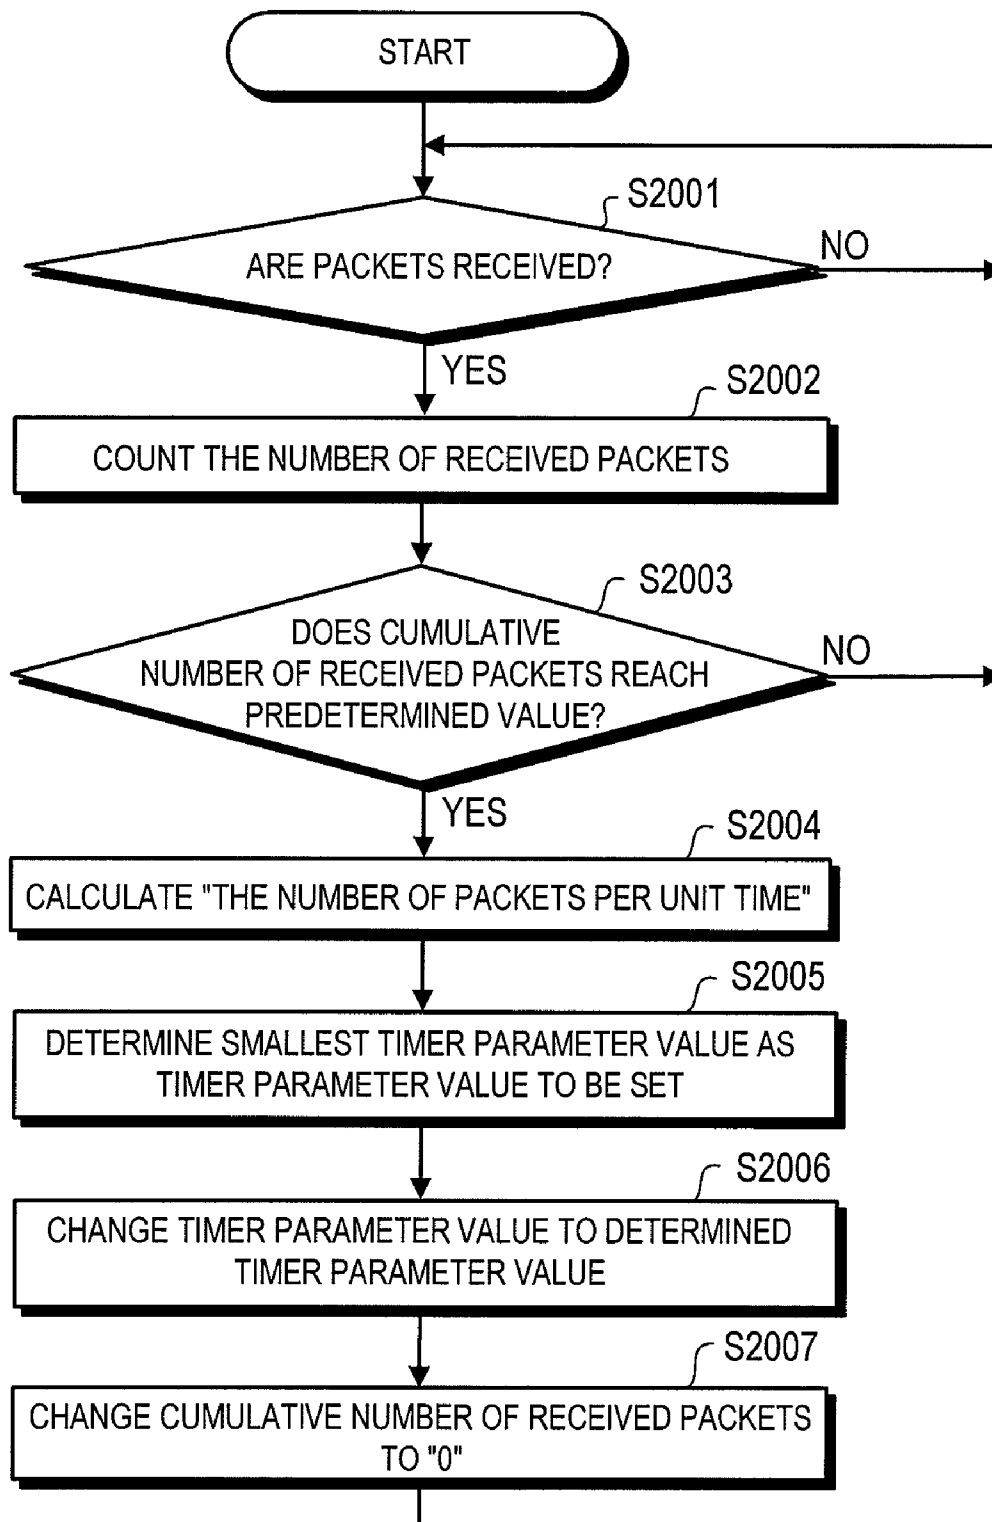 START
S2001
ARE PACKETS RECEIVED?
NO
YES
S2002
COUNT THE NUMBER OF RECEIVED PACKETS
S2003
DOES CUMULATIVE
NUMBER OF RECEIVED PACKETS REACH
PREDETERMINED VALUE?
NO
YES
S2004
CALCULATE "THE NUMBER OF PACKETS PER UNIT TIME"
S2005
DETERMINE SMALLEST TIMER PARAMETER VALUE AS
TIMER PARAMETER VALUE TO BE SET
S2006
CHANGE TIMER PARAMETER VALUE TO DETERMINED
TIMER PARAMETER VALUE
S2007
CHANGE CUMULATIVE NUMBER OF RECEIVED PACKETS
TO "0"